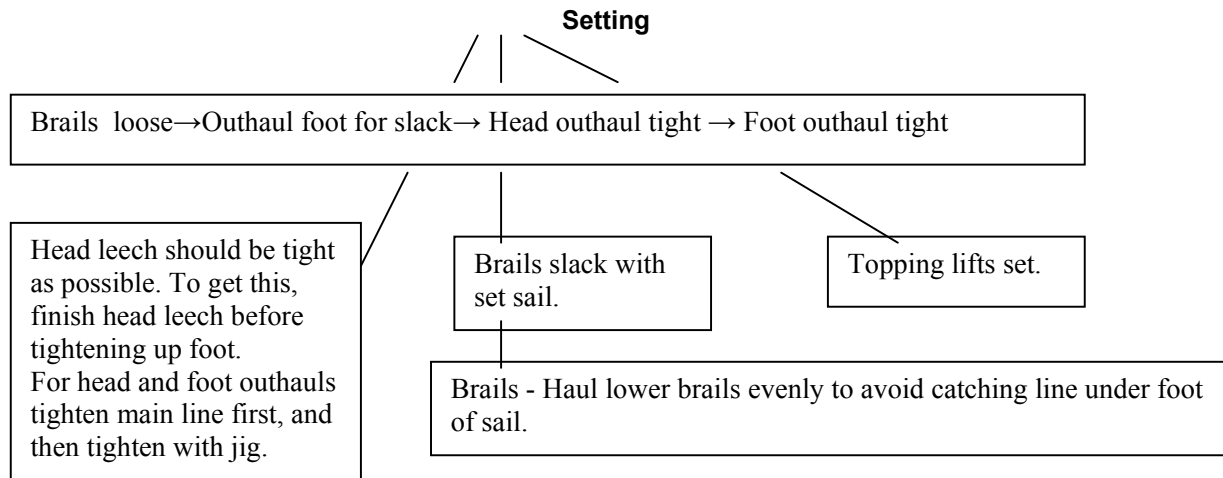 Setting
Brails loose→Outhaul foot for slack→ Head outhaul tight → Foot outhaul tight
Head leech should be tight
as possible. To get this,
finish head leech before
tightening up foot.
For head and foot outhauls
tighten main line first, and
then tighten with jig.
Brails slack with
set sail.
Topping lifts set.
Brails - Haul lower brails evenly to avoid catching line under foot
of sail.